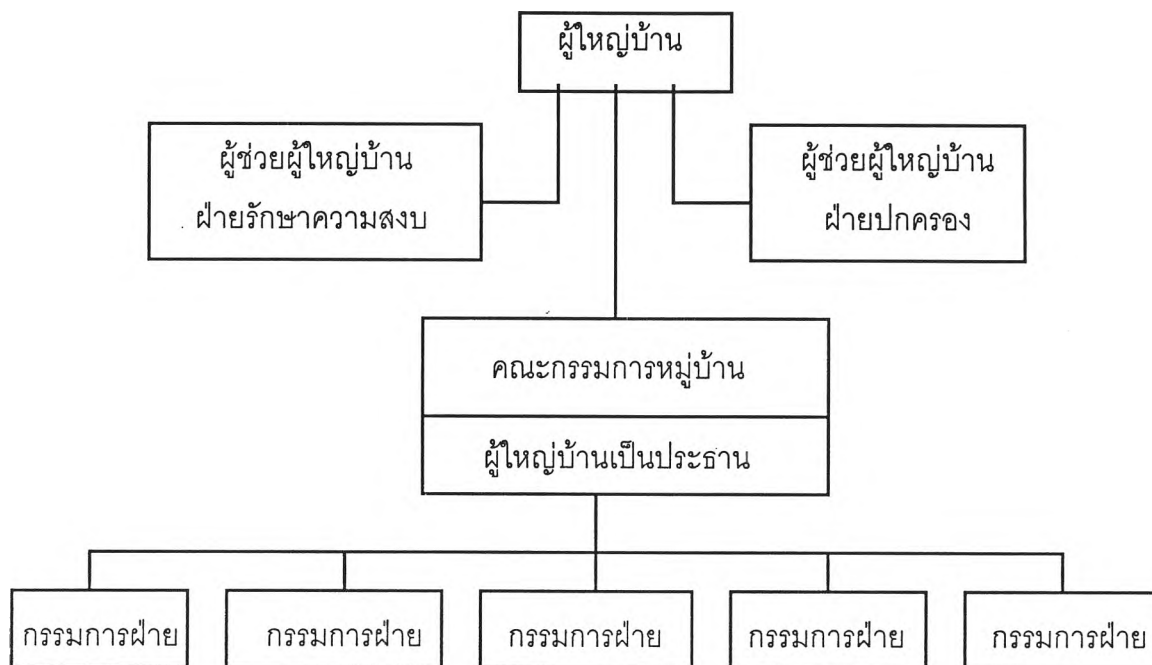 ผู้ใหญ่บ้าน
ผู้ช่วยผู้ใหญ่บ้าน
ฝ่ายรักษาความสงบ
ผู้ช่วยผู้ใหญ่บ้าน
ฝ่ายปกครอง
คณะกรรมการหมู่บ้าน
ผู้ใหญ่บ้านเป็นประธาน
กรรมการฝ่าย
กรรมการฝ่าย
กรรมการฝ่าย
กรรมการฝ่าย
กรรมการฝ่าย